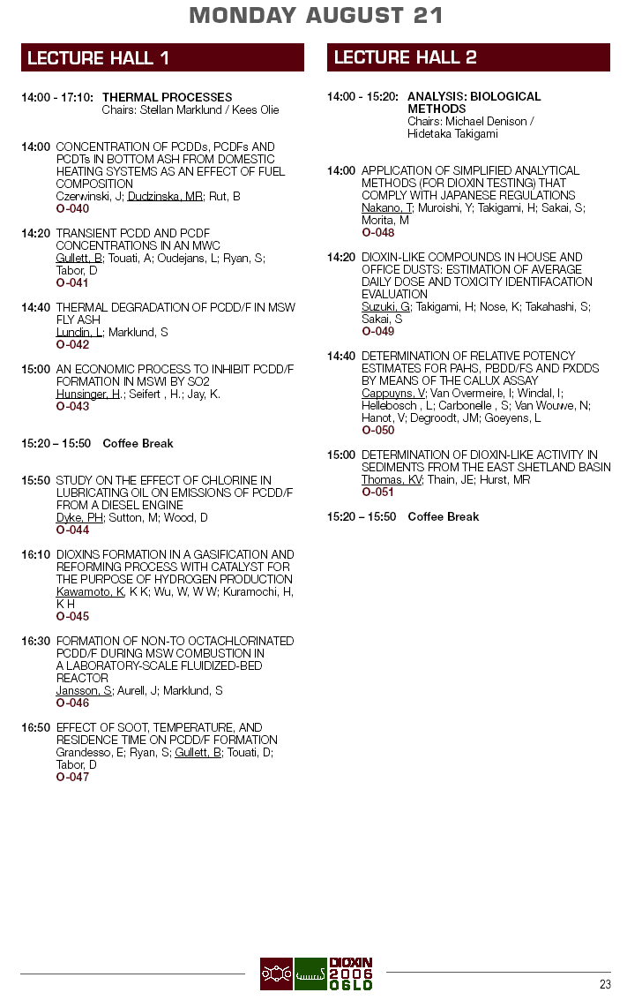 MONDAY AUGUST 21
LECTURE HALL 1
14:00 - 17:10: THERMAL PROCESSES
Chairs: Stellan Marklund / Kees Olie
14:00 CONCENTRATION OF PCDDs, PCDFs AND
PCDTs IN BOTTOM ASH FROM DOMESTIC
HEATING SYSTEMS AS AN EFFECT OF FUEL
COMPOSITION
Czerwinski, J; Dudzinska, MR; Rut, B
O-040
14:20 TRANSIENT PCDD AND PCDF
CONCENTRATIONS IN AN MWC
Gullett, B; Touati, A; Oudejans, L; Ryan, S;
Tabor, D
O-041
14:40 THERMAL DEGRADATION OF PCDD/F IN MSW
FLY ASH
Lundin, L; Marklund, S
O-042
15:00 AN ECONOMIC PROCESS TO INHIBIT PCDD/F
FORMATION IN MSWI BY SO2
Hunsinger, H.; Seifert , H.; Jay, K.
O-043
15:20 – 15:50 Coffee Break
15:50 STUDY ON THE EFFECT OF CHLORINE IN
LUBRICATING OIL ON EMISSIONS OF PCDD/F
FROM A DIESEL ENGINE
Dyke, PH; Sutton, M; Wood, D
O-044
16:10 DIOXINS FORMATION IN A GASIFICATION AND
REFORMING PROCESS WITH CATALYST FOR
THE PURPOSE OF HYDROGEN PRODUCTION
Kawamoto, K, K K; Wu, W, W W; Kuramochi, H,
K H
O-045
16:30 FORMATION OF NON-TO OCTACHLORINATED
PCDD/F DURING MSW COMBUSTION IN
A LABORATORY-SCALE FLUIDIZED-BED
REACTOR
Jansson, S; Aurell, J; Marklund, S
O-046
16:50 EFFECT OF SOOT, TEMPERATURE, AND
RESIDENCE TIME ON PCDD/F FORMATION
Grandesso, E; Ryan, S; Gullett, B; Touati, D;
Tabor, D
O-047
LECTURE HALL 2
14:00 - 15:20: ANALYSIS: BIOLOGICAL
METHODS
Chairs: Michael Denison /
Hidetaka Takigami
14:00 APPLICATION OF SIMPLIFIED ANALYTICAL
METHODS (FOR DIOXIN TESTING) THAT
COMPLY WITH JAPANESE REGULATIONS
Nakano, T; Muroishi, Y; Takigami, H; Sakai, S;
Morita, M
O-048
14:20 DIOXIN-LIKE COMPOUNDS IN HOUSE AND
OFFICE DUSTS: ESTIMATION OF AVERAGE
DAILY DOSE AND TOXICITY IDENTIFACATION
EVALUATION
Suzuki, G; Takigami, H; Nose, K; Takahashi, S;
Sakai, S
O-049
14:40 DETERMINATION OF RELATIVE POTENCY
ESTIMATES FOR PAHS, PBDD/FS AND PXDDS
BY MEANS OF THE CALUX ASSAY
Cappuyns, V; Van Overmeire, I; Windal, I;
Hellebosch , L; Carbonelle , S; Van Wouwe, N;
Hanot, V; Degroodt, JM; Goeyens, L
O-050
15:00 DETERMINATION OF DIOXIN-LIKE ACTIVITY IN
SEDIMENTS FROM THE EAST SHETLAND BASIN
Thomas, KV; Thain, JE; Hurst, MR
O-051
15:20 – 15:50 Coffee Break
DIOXIN
2006
OSLO
23